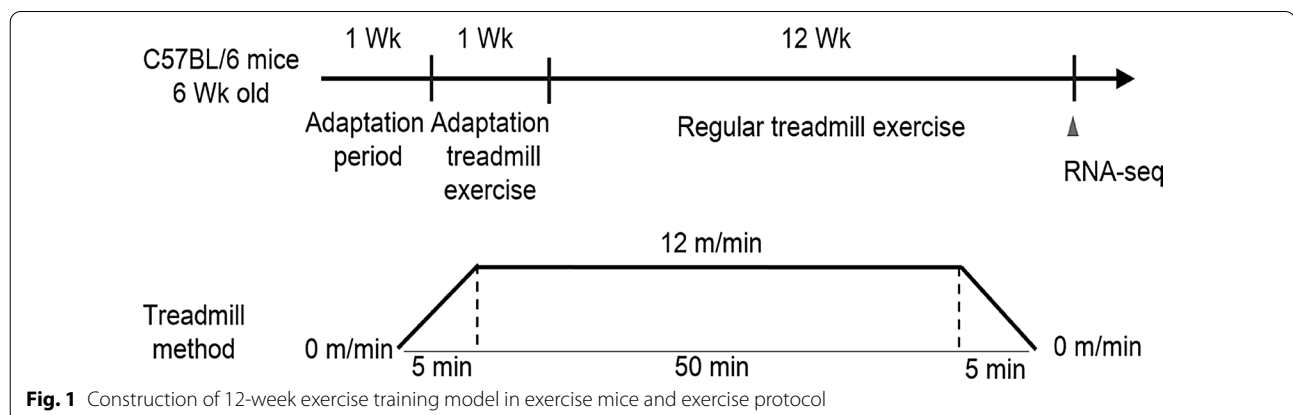 1 Wk 1 Wk 12 Wk
C57BL/6 mice
6 Wk old
Adaptation
period
Adaptation
treadmill
exercise
Regular treadmill exercise
RNA-seq
12 m/min
Treadmill
method
0 m/min
5 min 50 min 5 min
0 m/min
Fig. 1 Construction of 12-week exercise training model in exercise mice and exercise protocol